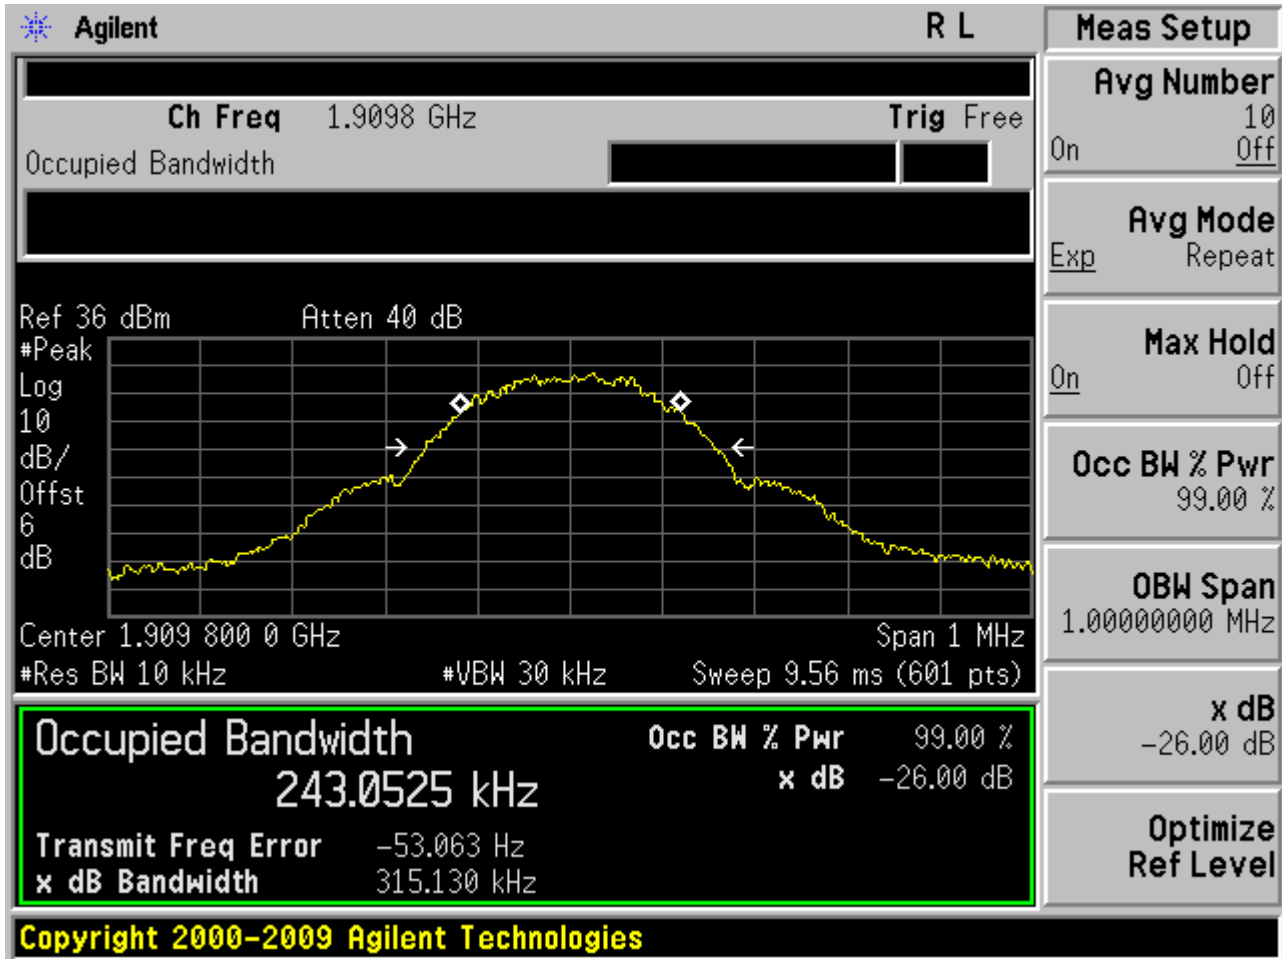 Agilent
R L
Meas Setup
Ch Freq 1.9098 GHz Trig Free
Occupied Bandwidth
Avg Number
10
On Off
Avg Mode
Exp Repeat
Max Hold
On Off
Occ BW % Pwr
99.00 %
OBW Span
1.00000000 MHz
x dB
-26.00 dB
Optimize
Ref Level
Ref 36 dBm Atten 40 dB
#Peak
Log
10
dB/
Offst
6
dB
Center 1.909 800 0 GHz Span 1 MHz
#Res BW 10 kHz #VBW 30 kHz Sweep 9.56 ms (601 pts)
Occupied Bandwidth
243.0525 kHz
Occ BW % Pwr 99.00 %
x dB -26.00 dB
Transmit Freq Error -53.063 Hz
x dB Bandwidth 315.130 kHz
Copyright 2000-2009 Agilent Technologies